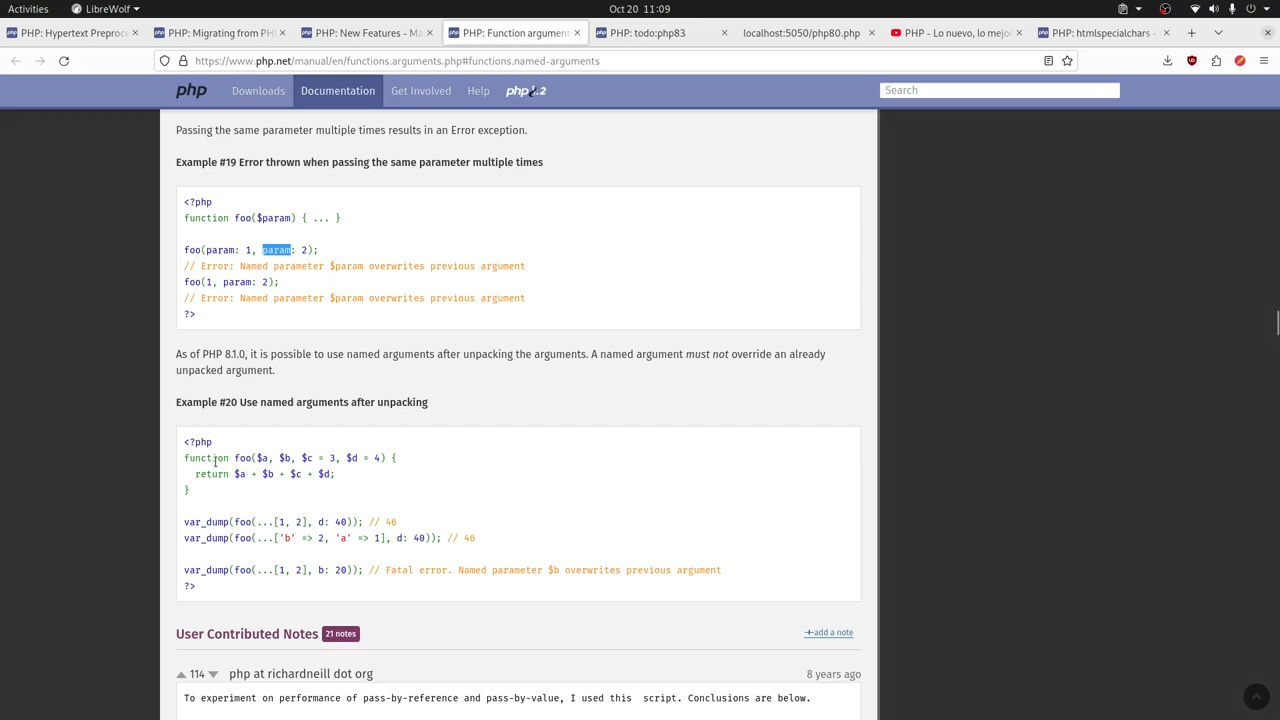 Activities
LibreWolf
Oct 20 11:09
PHP: Hypertext Preproce
PHP: Migrating from PH
PHP: New Features - Ma
PHP: Function argument
PHP: todo:php83
localhost:5050/php80.php
PHP - Lo nuevo, lo mejor
PHP: htmlspecialchars -
https://www.php.net/manual/en/functions.arguments.php#functions.named-arguments
php
Downloads
Documentation
Get Involved
Help
Search
Passing the same parameter multiple times results in an Error exception.
Example #19 Error thrown when passing the same parameter multiple times
<?php
function foo($param) { ... }
foo(param: 1, param: 2);
// Error: Named parameter $param overwrites previous argument
foo(1, param: 2);
// Error: Named parameter $param overwrites previous argument
?>
As of PHP 8.1.0, it is possible to use named arguments after unpacking the arguments. A named argument must not override an already
unpacked argument.
Example #20 Use named arguments after unpacking
<?php
function foo($a, $b, $c = 3, $d = 4) {
return $a + $b + $c + $d;
}
var_dump(foo(...[1, 2], d: 40)); // 46
var_dump(foo(...['b' => 2, 'a' => 1], d: 40)); // 46
var_dump(foo(...[1, 2], b: 20)); // Fatal error. Named parameter $b overwrites previous argument
?>
User Contributed Notes 21 notes
+add a note
114 php at richardneill dot org
8 years ago
To experiment on performance of pass-by-reference and pass-by-value, I used this  script. Conclusions are below.